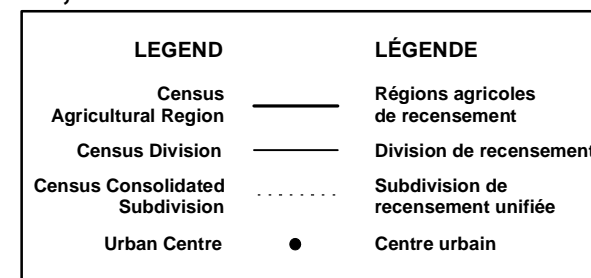 LEGEND LÉGENDE
Census Régions agricoles
Agricultural Region de recensement
Census Division Division de recensement
Census Consolidated Subdivision de
Subdivision recensement unifiée
Urban Centre Centre urbain